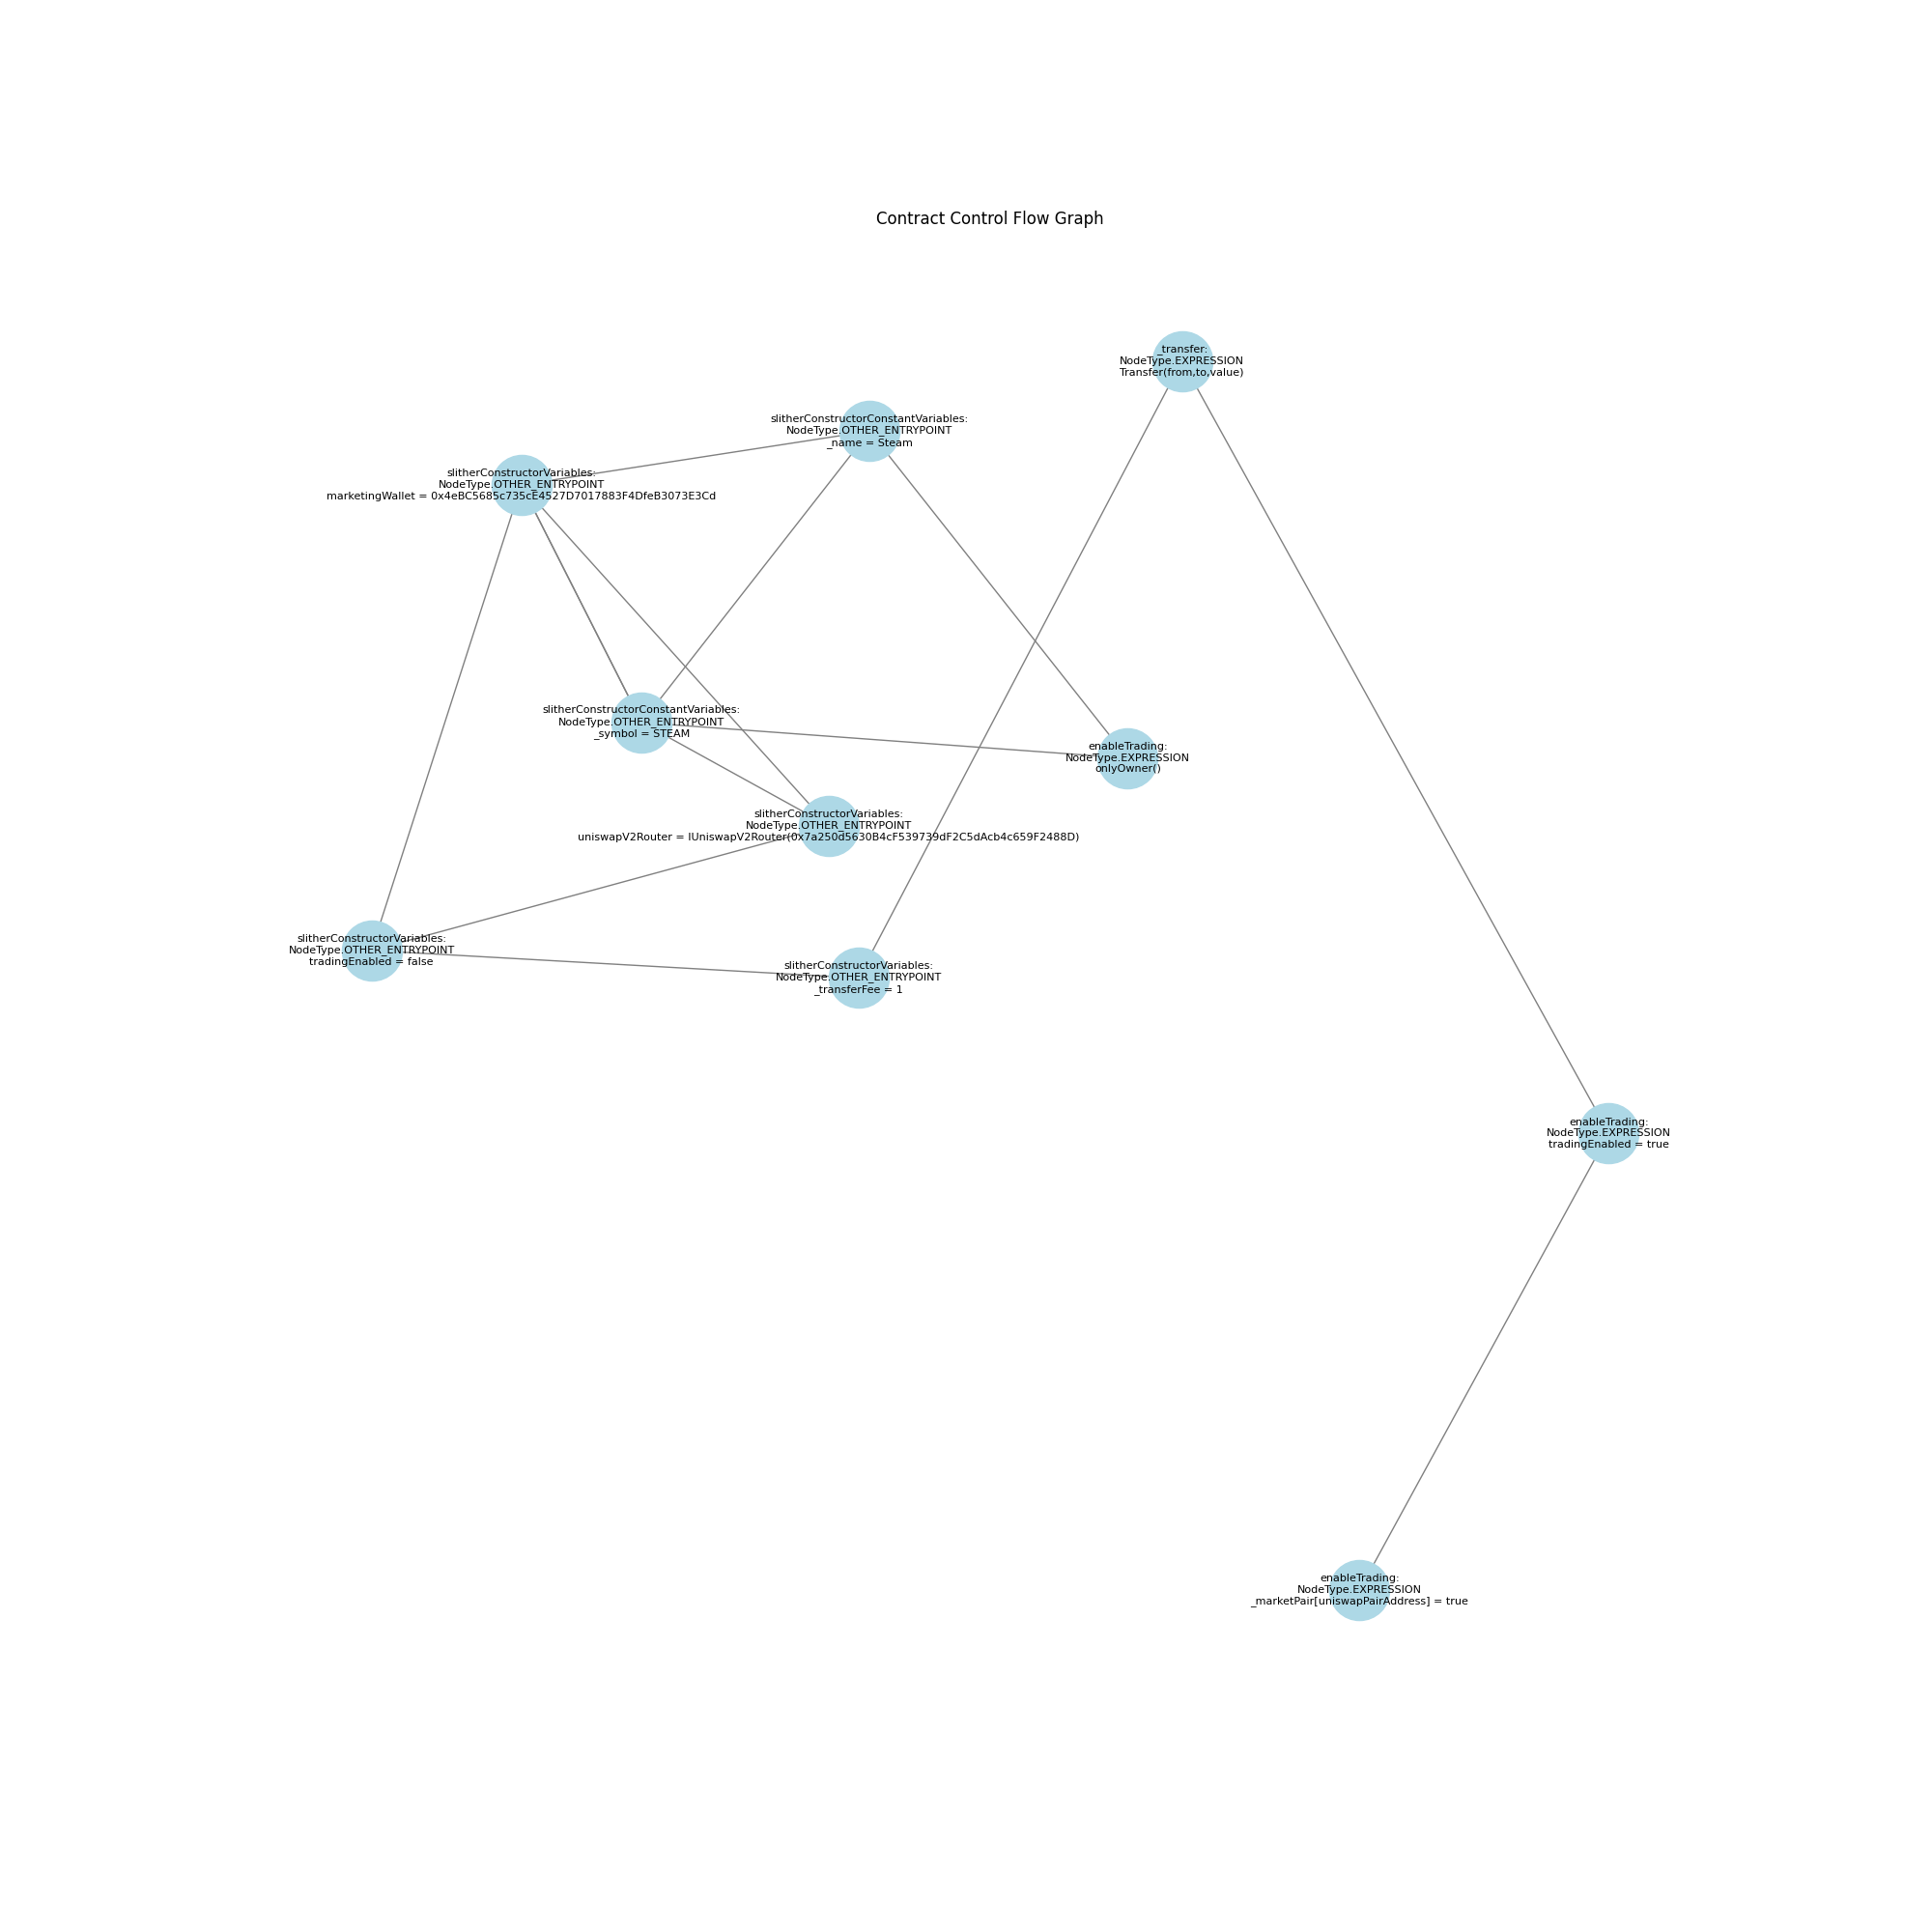 Contract Control Flow Graph
_transfer:
NodeType.EXPRESSION
Transfer(from,to,value)
slitherConstructorConstantVariables:
NodeType.OTHER_ENTRYPOINT
_name = Steam
slitherConstructorVariables:
NodeType.OTHER_ENTRYPOINT
marketingWallet = 0x4eBC5685c735cE4527D7017883F4DfeB3073E3Cd
slitherConstructorConstantVariables:
NodeType.OTHER_ENTRYPOINT
_symbol = STEAM
enableTrading:
NodeType.EXPRESSION
onlyOwner()
slitherConstructorVariables:
NodeType.OTHER_ENTRYPOINT
uniswapV2Router = IUniswapV2Router(0x7a250d5630B4cF539739dF2C5dAcb4c659F2488D)
slitherConstructorVariables:
NodeType.OTHER_ENTRYPOINT
tradingEnabled = false
slitherConstructorVariables:
NodeType.OTHER_ENTRYPOINT
_transferFee = 1
enableTrading:
NodeType.EXPRESSION
tradingEnabled = true
enableTrading:
NodeType.EXPRESSION
_marketPair[uniswapPairAddress] = true